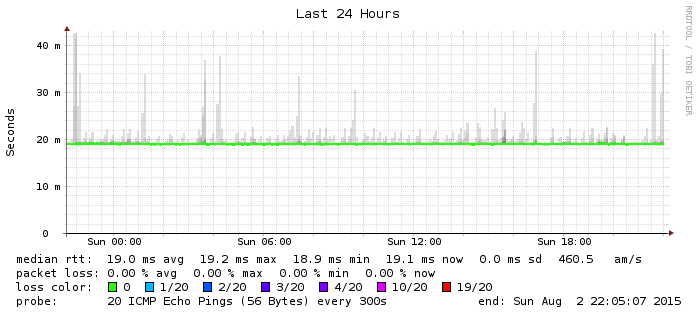 Last 24 Hours
RRDTOOL / TOBI OETIKER
Seconds
40 m
30 m
20 m
10 m
0
Sun 00:00 Sun 06:00 Sun 12:00 Sun 18:00
median rtt: 19.0 ms avg 19.2 ms max 18.9 ms min 19.1 ms now 0.0 ms sd 460.5 am/s
packet loss: 0.00 % avg 0.00 % max 0.00 % min 0.00 % now
loss color: 0 1/20 2/20 3/20 4/20 10/20 19/20
probe: 20 ICMP Echo Pings (56 Bytes) every 300s end: Sun Aug 2 22:05:07 2015